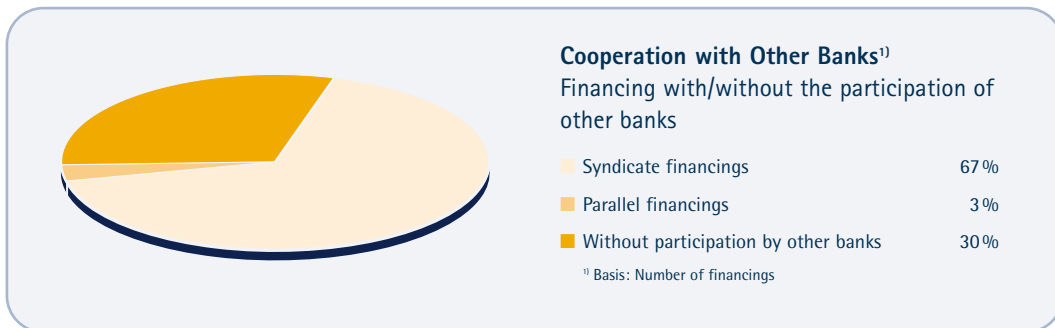 Cooperation with Other Banks¹⁾
Financing with/without the participation of
other banks
Syndicate financings 67 %
Parallel financings 3 %
Without participation by other banks 30 %
¹⁾ Basis: Number of financings